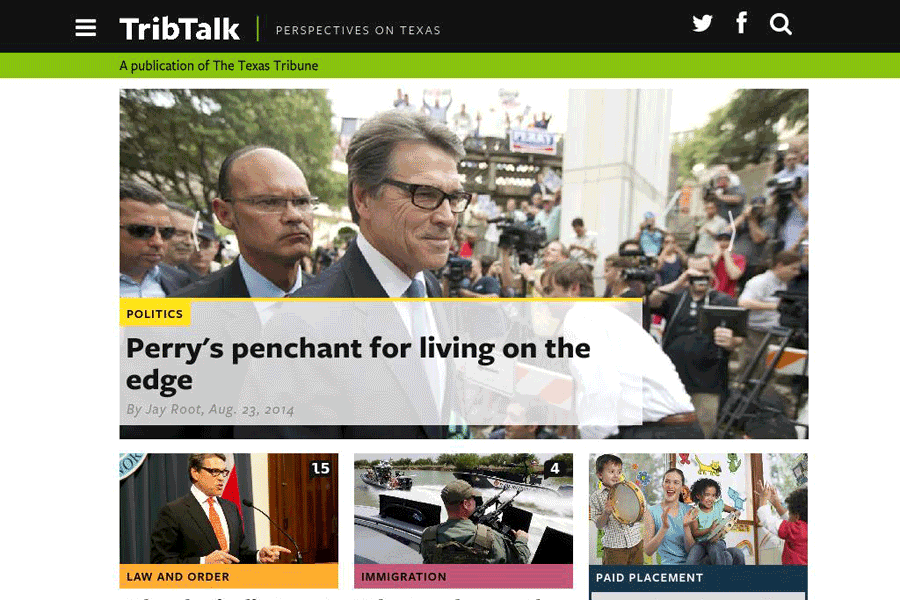 TribTalk
PERSPECTIVES ON TEXAS
A publication of The Texas Tribune
PERRY
POLITICS
Perry's penchant for living on the
edge
By Jay Root, Aug. 23, 2014
15
4
LAW AND ORDER
IMMIGRATION
PAID PLACEMENT